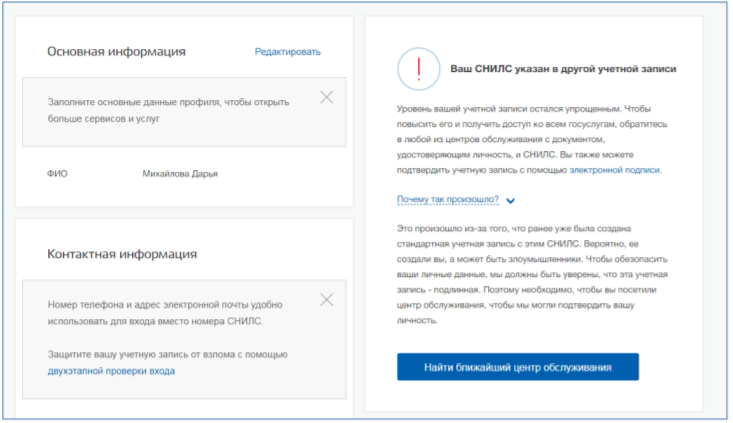 Основная информация
Редактировать
Заполните основные данные профиля, чтобы открыть
больше сервисов и услуг
ФИО
Михайлова Дарья
Контактная информация
Номер телефона и адрес электронной почты удобно
использовать для входа вместо номера СНИЛС.
Защитите вашу учетную запись от взлома с помощью
двухэтапной проверки входа
Ваш СНИЛС указан в другой учетной записи
Уровень вашей учетной записи остался упрощенным. Чтобы
повысить его и получить доступ ко всем госуслугам, обратитесь
в любой из центров обслуживания с документом,
удостоверяющим личность, и СНИЛС. Вы также можете
подтвердить учетную запись с помощью электронной подписи.
Почему так произошло?
Это произошло из-за того, что ранее уже была создана
стандартная учетная запись с этим СНИЛС. Вероятно, ее
создали вы, а может быть злоумышленники. Чтобы обезопасить
ваши личные данные, мы должны быть уверены, что эта учетная
запись - подлинная. Поэтому необходимо, чтобы вы посетили
центр обслуживания, чтобы мы могли подтвердить вашу
личность.
Найти ближайший центр обслуживания